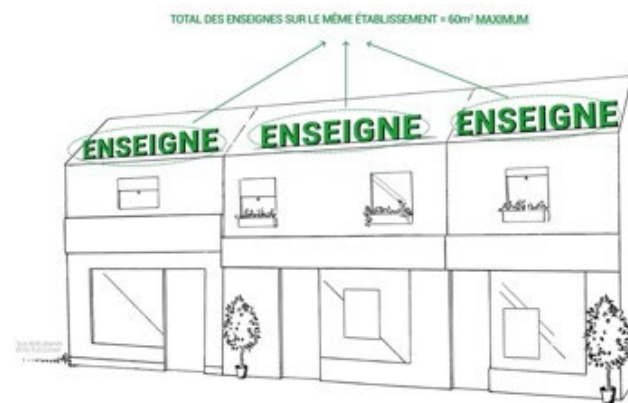 TOTAL DES ENSEIGNES SUR LE MÊME ÉTABLISSEMENT = 60m² MAXIMUM
ENSEIGNE ENSEIGNE ENSEIGNE